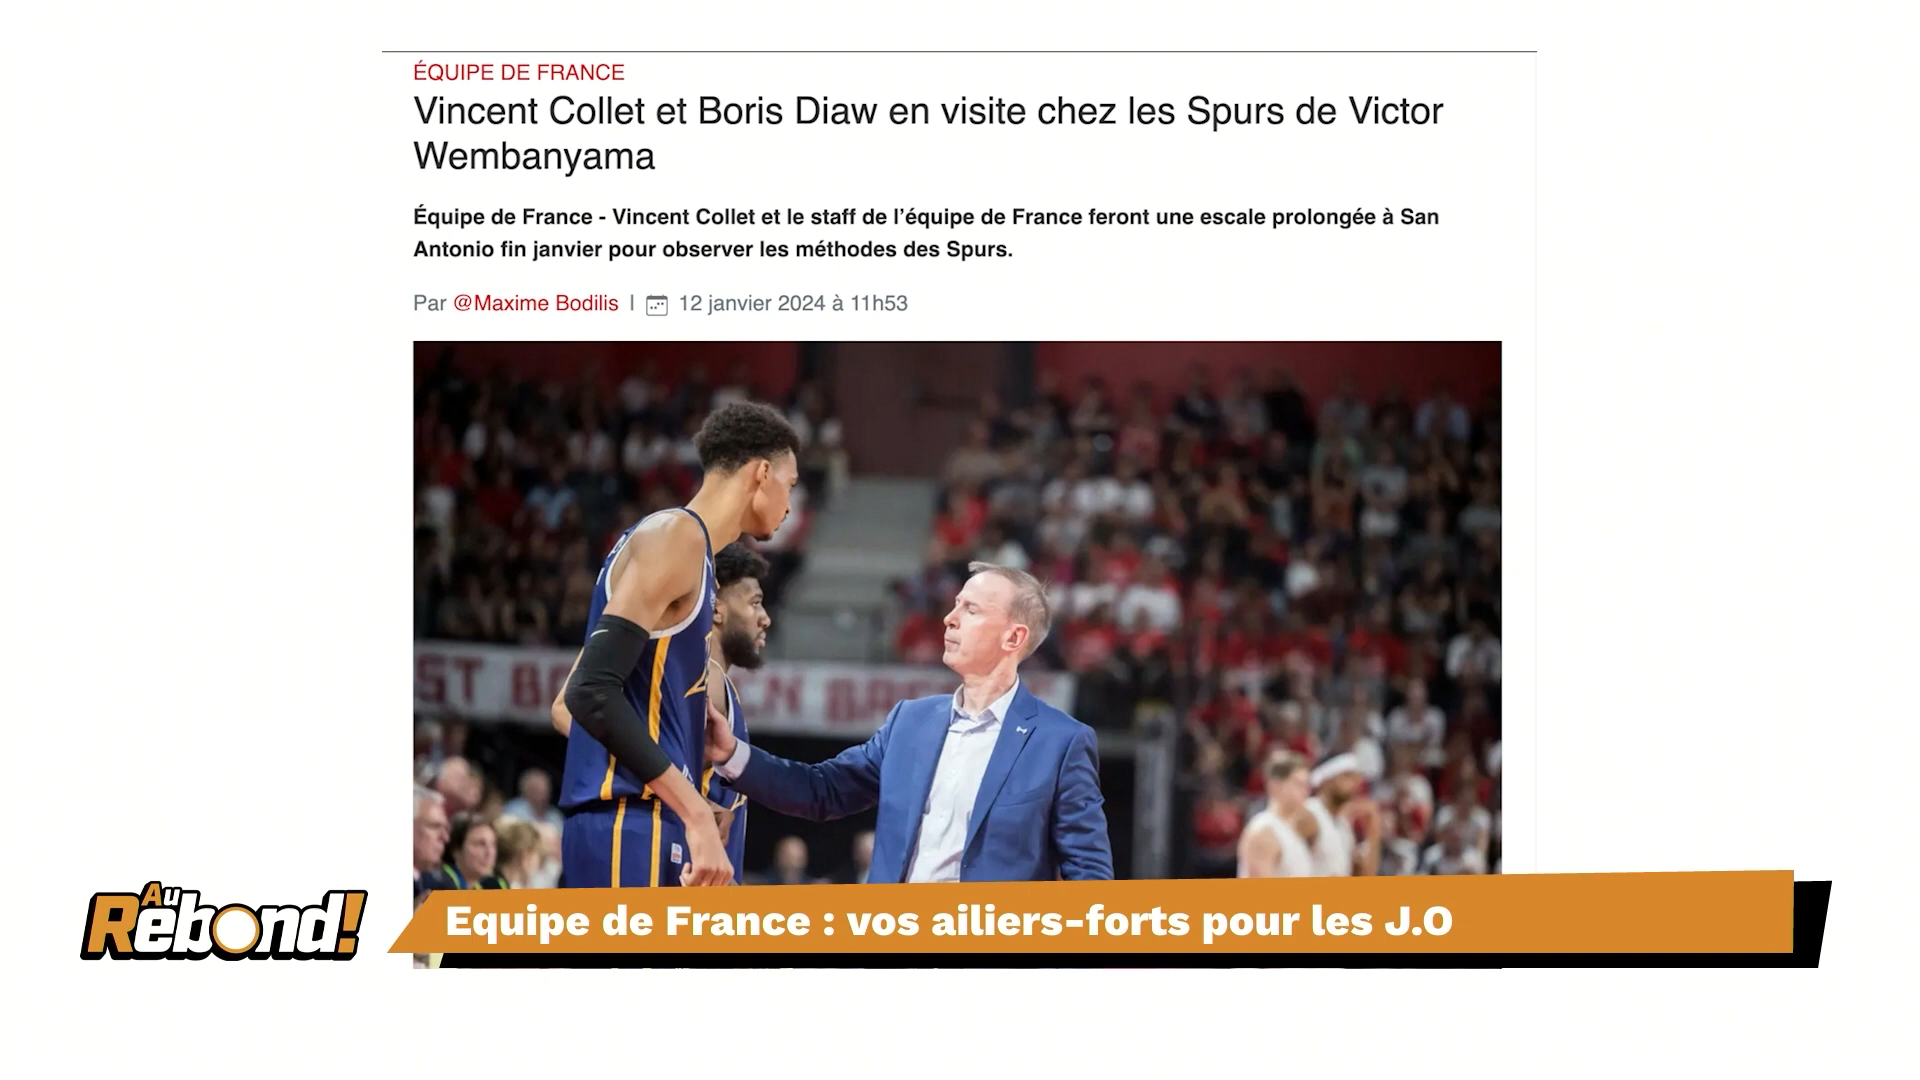 ÉQUIPE DE FRANCE
Vincent Collet et Boris Diaw en visite chez les Spurs de Victor
Wembanyama
Équipe de France - Vincent Collet et le staff de l’équipe de France feront une escale prolongée à San
Antonio fin janvier pour observer les méthodes des Spurs.
Par @Maxime Bodilis | 12 janvier 2024 à 11h53
Au
Rebond!
Equipe de France : vos ailiers-forts pour les J.O